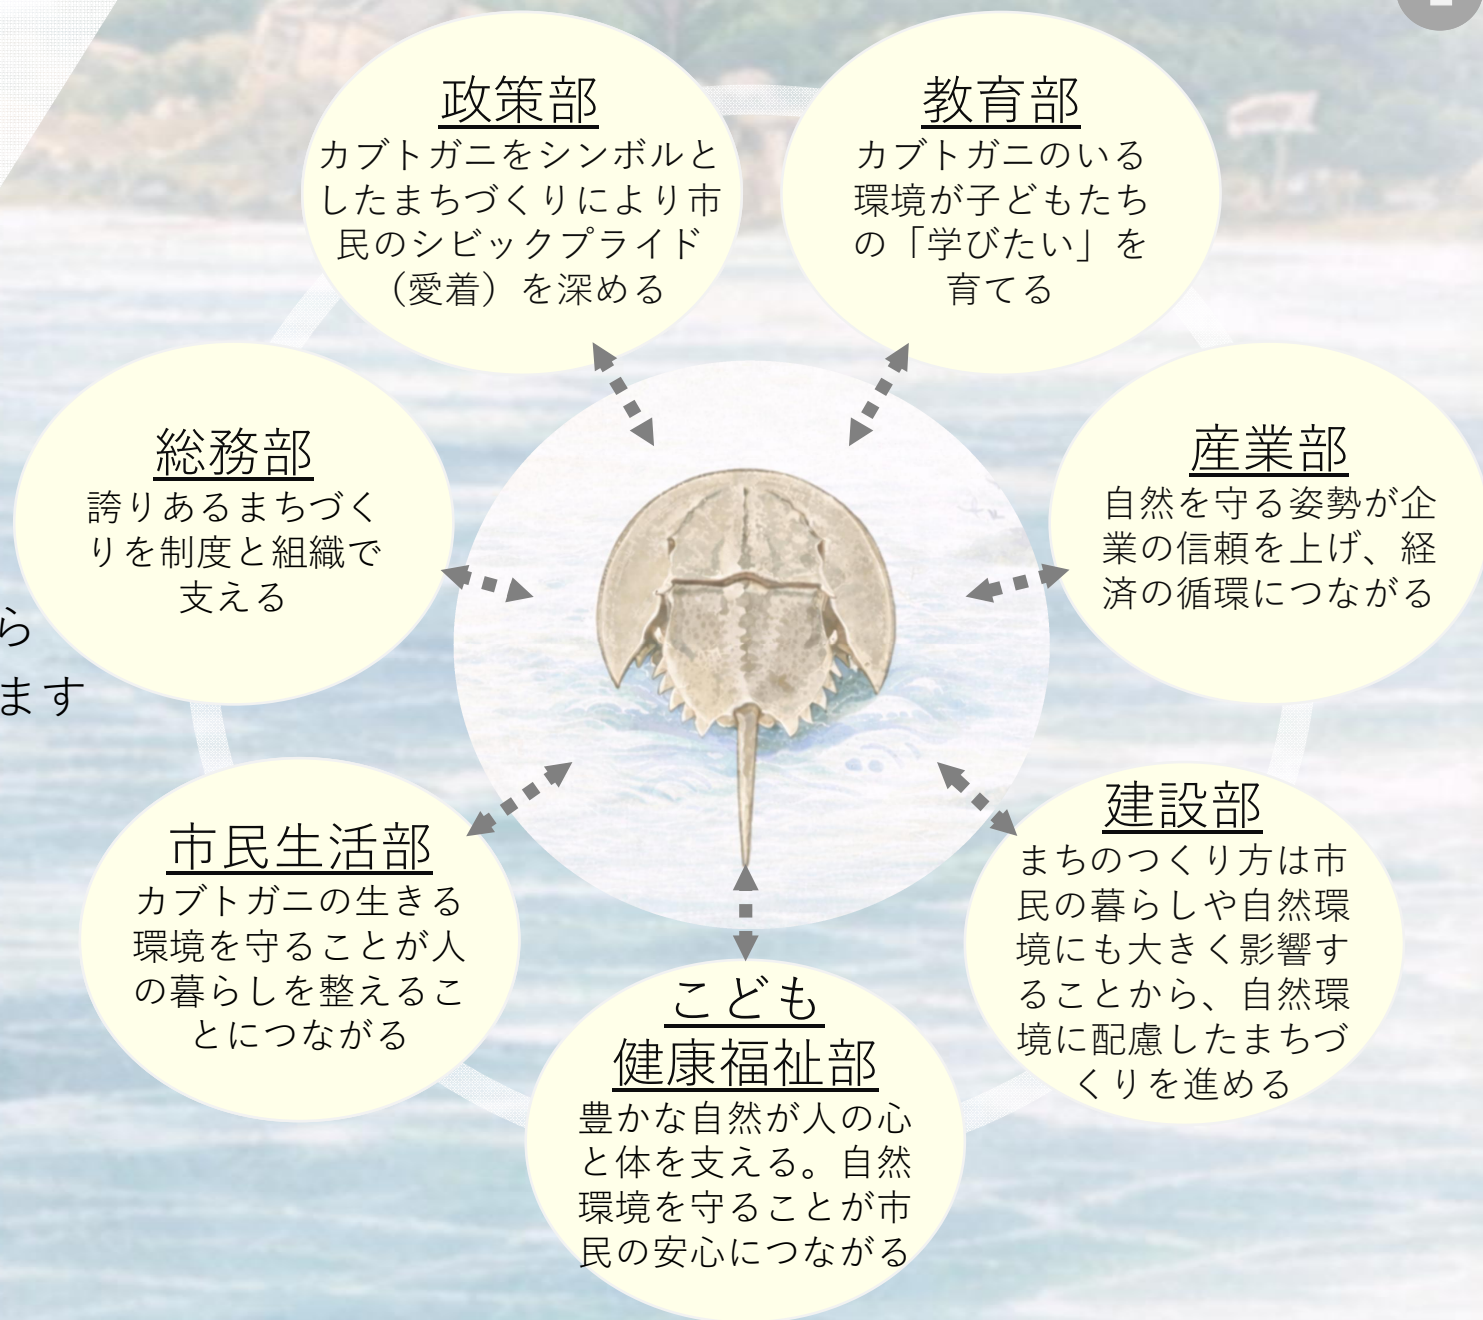 政策部
カブトガニをシンボルと
したまちづくりにより市
民のシビックプライド
（愛着）を深める
教育部
カブトガニのいる
環境が子どもたち
の「学びたい」を
育てる
総務部
誇りあるまちづく
りを制度と組織で
支える
産業部
自然を守る姿勢が企
業の信頼を上げ、経
済の循環につながる
ら
ます
市民生活部
カブトガニの生きる
環境を守ることが人
の暮らしを整えるこ
とにつながる
建設部
まちのつくり方は市
民の暮らしや自然環
境にも大きく影響す
ることから、自然環
境に配慮したまちづ
くりを進める
こども
健康福祉部
豊かな自然が人の心
と体を支える。自然
環境を守ることが市
民の安心につながる